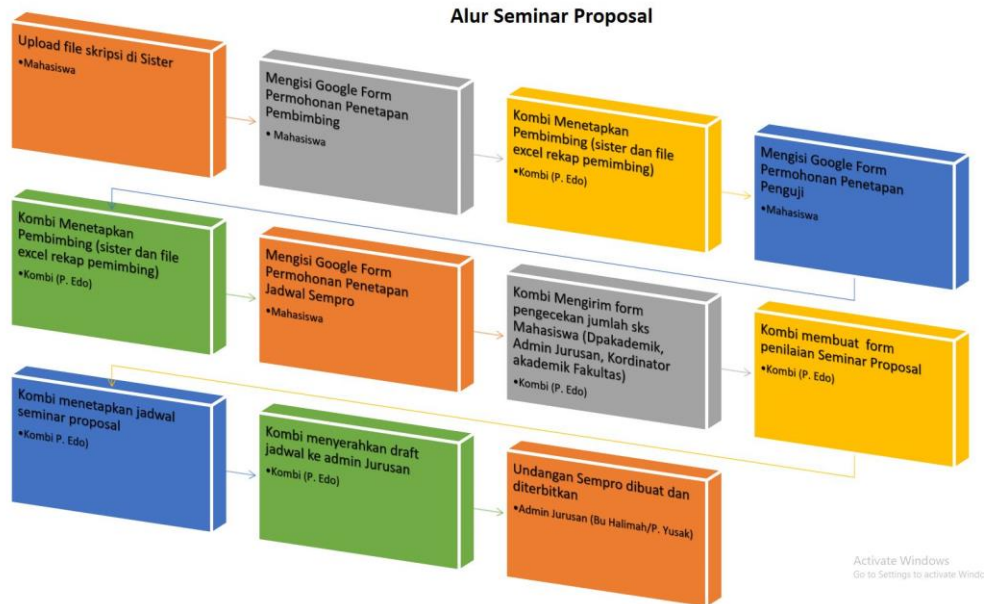 Alur Seminar Proposal
Upload file skripsi di Sister
•Mahasiswa
Mengisi Google Form
Permohonan Penetapan
Pembimbing
• Mahasiswa
Kombi Menetapkan
Pembimbing (sister dan file
excel rekap pemimbing)
•Kombi (P. Edo)
Mengisi Google Form
Permohonan Penetapan
Penguji
•Mahasiswa
Kombi Menetapkan
Pembimbing (sister dan file
excel rekap pemimbing)
•Kombi (P. Edo)
Mengisi Google Form
Permohonan Penetapan
Jadwal Sempro
•Mahasiswa
Kombi Mengirim form
pengecekan jumlah sks
Mahasiswa (Dpakademik,
Admin Jurusan, Kordinator
akademik Fakultas)
•Kombi (P. Edo)
Kombi membuat form
penilaian Seminar Proposal
•Kombi (P. Edo)
Kombi menetapkan jadwal
seminar proposal
•Kombi P. Edo)
Kombi menyerahkan draft
jadwal ke admin Jurusan
•Kombi (P. Edo)
Undangan Sempro dibuat dan
diterbitkan
•Admin Jurusan (Bu Halimah/P. Yusak)
Activate Windows
Go to Settings to activate Windo